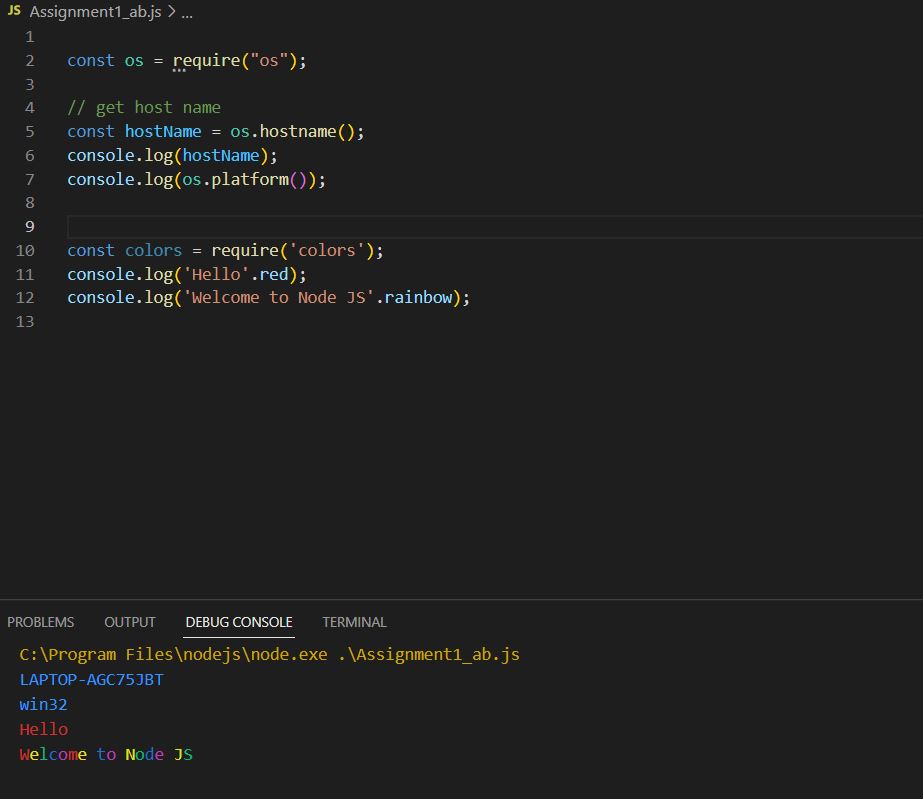 JS Assignment1_ab.js > ...
1
2 const os = require("os");
3
4 // get host name
5 const hostName = os.hostname();
6 console.log(hostName);
7 console.log(os.platform());
8
9
10 const colors = require('colors');
11 console.log('Hello'.red);
12 console.log('Welcome to Node JS'.rainbow);
13
PROBLEMS OUTPUT DEBUG CONSOLE TERMINAL
C:\Program Files\nodejs\node.exe .\Assignment1_ab.js
LAPTOP-AGC75JBT
win32
Hello
Welcome to Node JS